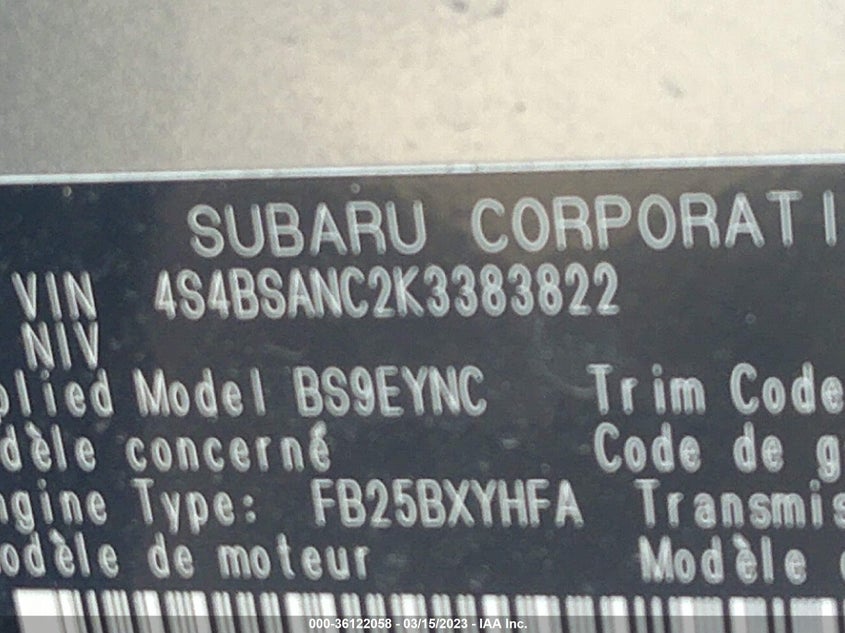 SUBARU CORPORATI
VIN 4S4BSANC2K3383822
NIV
plied Model BS9EYNC Trim Code
dèle concerné Code de g
ngine Type: FB25BXYHFA Transmis
odèle de moteur Modèle
000-36122058 - 03/15/2023 - IAA Inc.